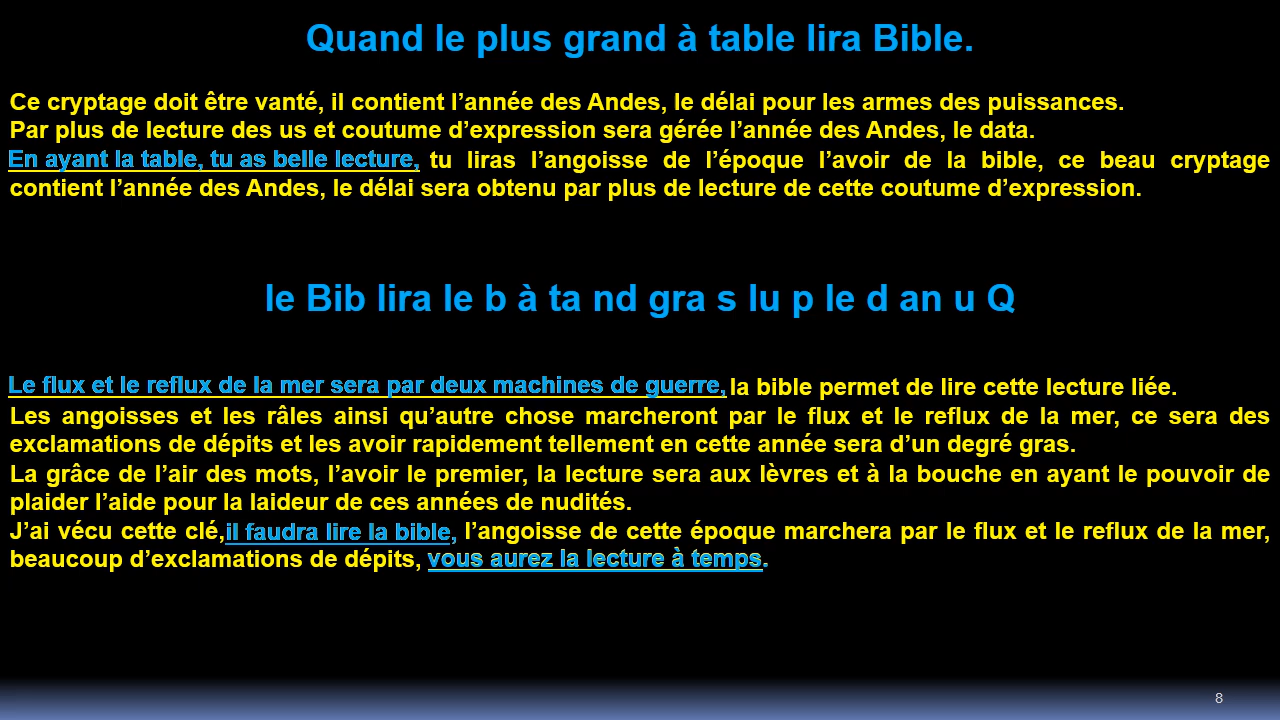 Quand le plus grand à table lira Bible.
Ce cryptage doit être vanté, il contient l’année des Andes, le délai pour les armes des puissances.
Par plus de lecture des us et coutume d’expression sera gérée l’année des Andes, le data.
En ayant la table, tu as belle lecture, tu liras l’angoisse de l’époque l’avoir de la bible, ce beau cryptage
contient l’année des Andes, le délai sera obtenu par plus de lecture de cette coutume d’expression.
le Bib lira le b à ta nd gra s lu p le d an u Q
Le flux et le reflux de la mer sera par deux machines de guerre, la bible permet de lire cette lecture liée.
Les angoisses et les râles ainsi qu’autre chose marcheront par le flux et le reflux de la mer, ce sera des
exclamations de dépits et les avoir rapidement tellement en cette année sera d’un degré gras.
La grâce de l’air des mots, l’avoir le premier, la lecture sera aux lèvres et à la bouche en ayant le pouvoir de
plaider l’aide pour la laideur de ces années de nudités.
J’ai vécu cette clé,il faudra lire la bible, l’angoisse de cette époque marchera par le flux et le reflux de la mer,
beaucoup d’exclamations de dépits, vous aurez la lecture à temps.
8